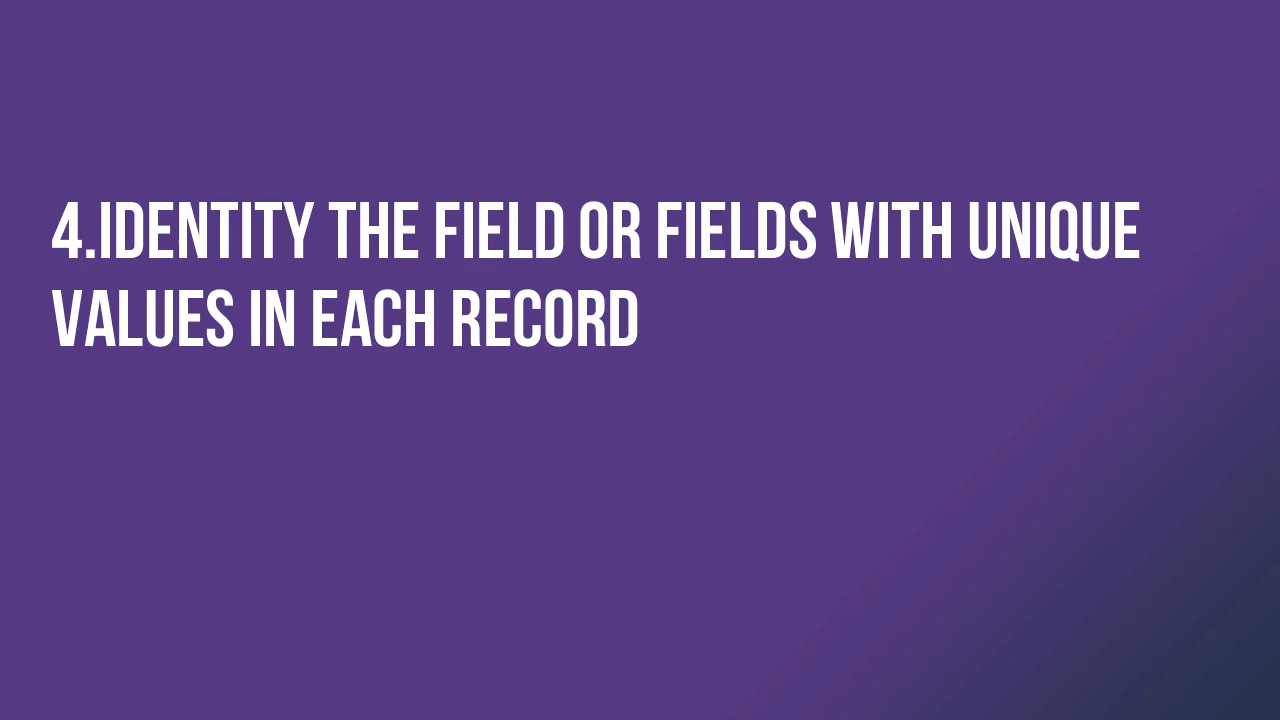 4.IDENTITY THE FIELD OR FIELDS WITH UNIQUE
VALUES IN EACH RECORD